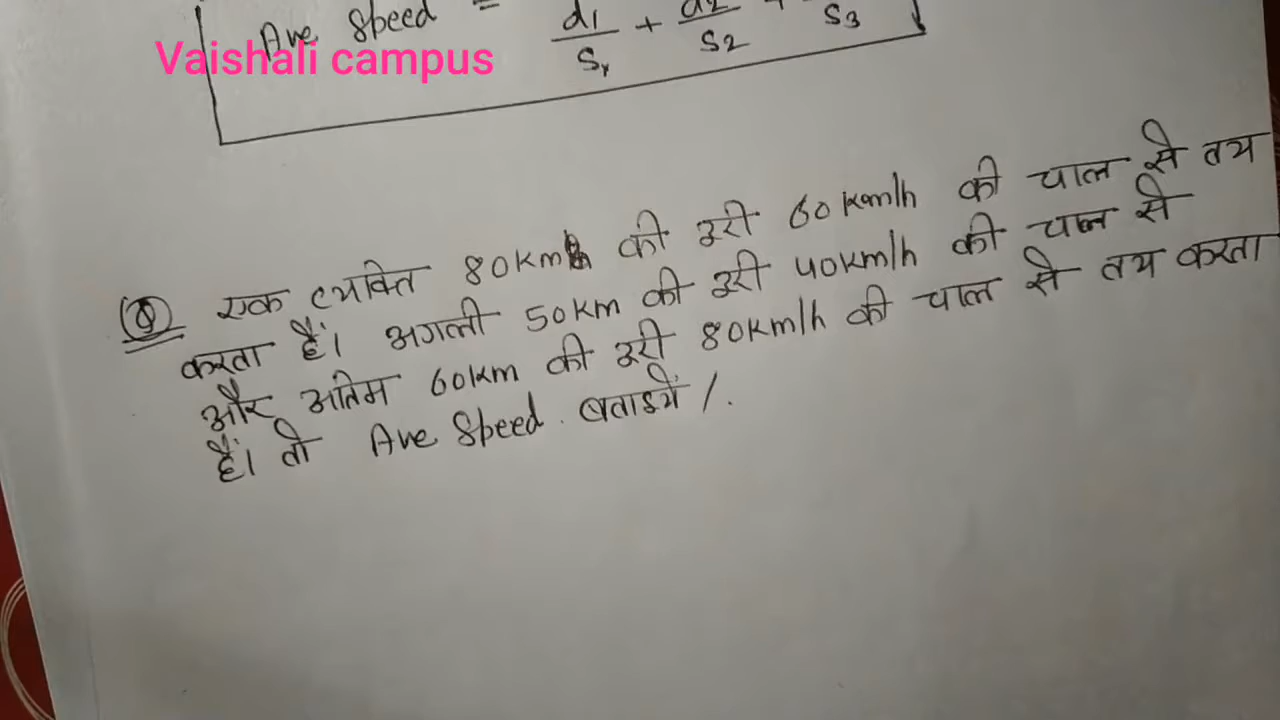 Ave Speed = d1/S1 + d2/S2 + S3
Vaishali campus
Q एक व्यक्ति 80km की दूरी 60km/h की चाल से तय
करता हैं। अगली 50km की दूरी 40km/h की चाल से
और अंतिम 60km की दूरी 80km/h की चाल से तय करता
हैं। तो Ave Speed. बताइये /.